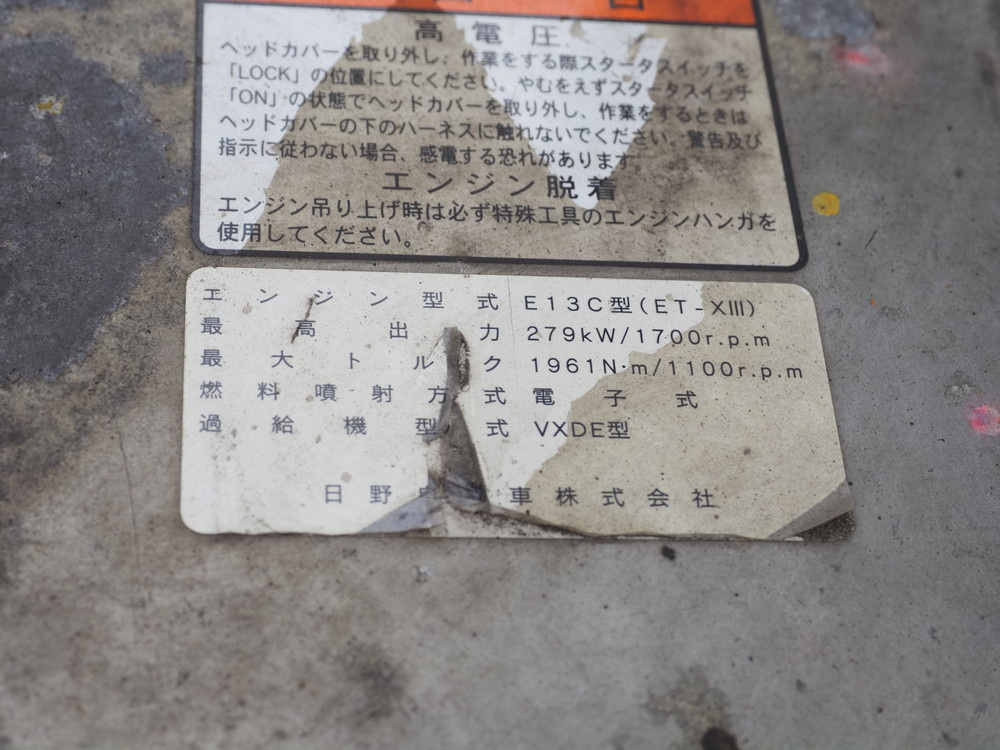 高電圧
ヘッドカバーを取り外し、作業をする際スタータスイッチを
「LOCK」の位置にしてください。やむをえずスタータスイッチ
「ON」の状態でヘッドカバーを取り外し、作業をするときは
ヘッドカバーの下のハーネスに触れないでください。警告及び
指示に従わない場合、感電する恐れがあります。
エンジン脱着
エンジン吊り上げ時は必ず特殊工具のエンジンハンガを
使用してください。
エンジン型式 E13C型(ET-XIII)
最高出力 279kW/1700r.p.m
最大トルク 1961N·m/1100r.p.m
燃料噴射方式 電子式
過給機型式 VXDE型
日野 車株式会社